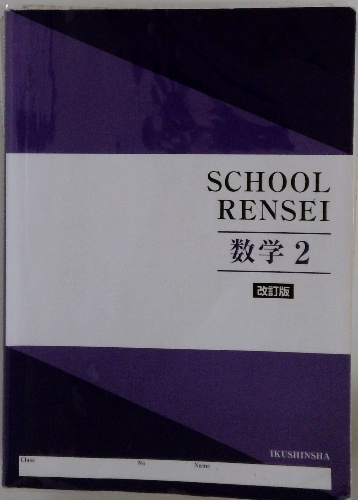 SCHOOL
RENSEI
数学 2
改訂版
IKUSHINSHA
Class No Name